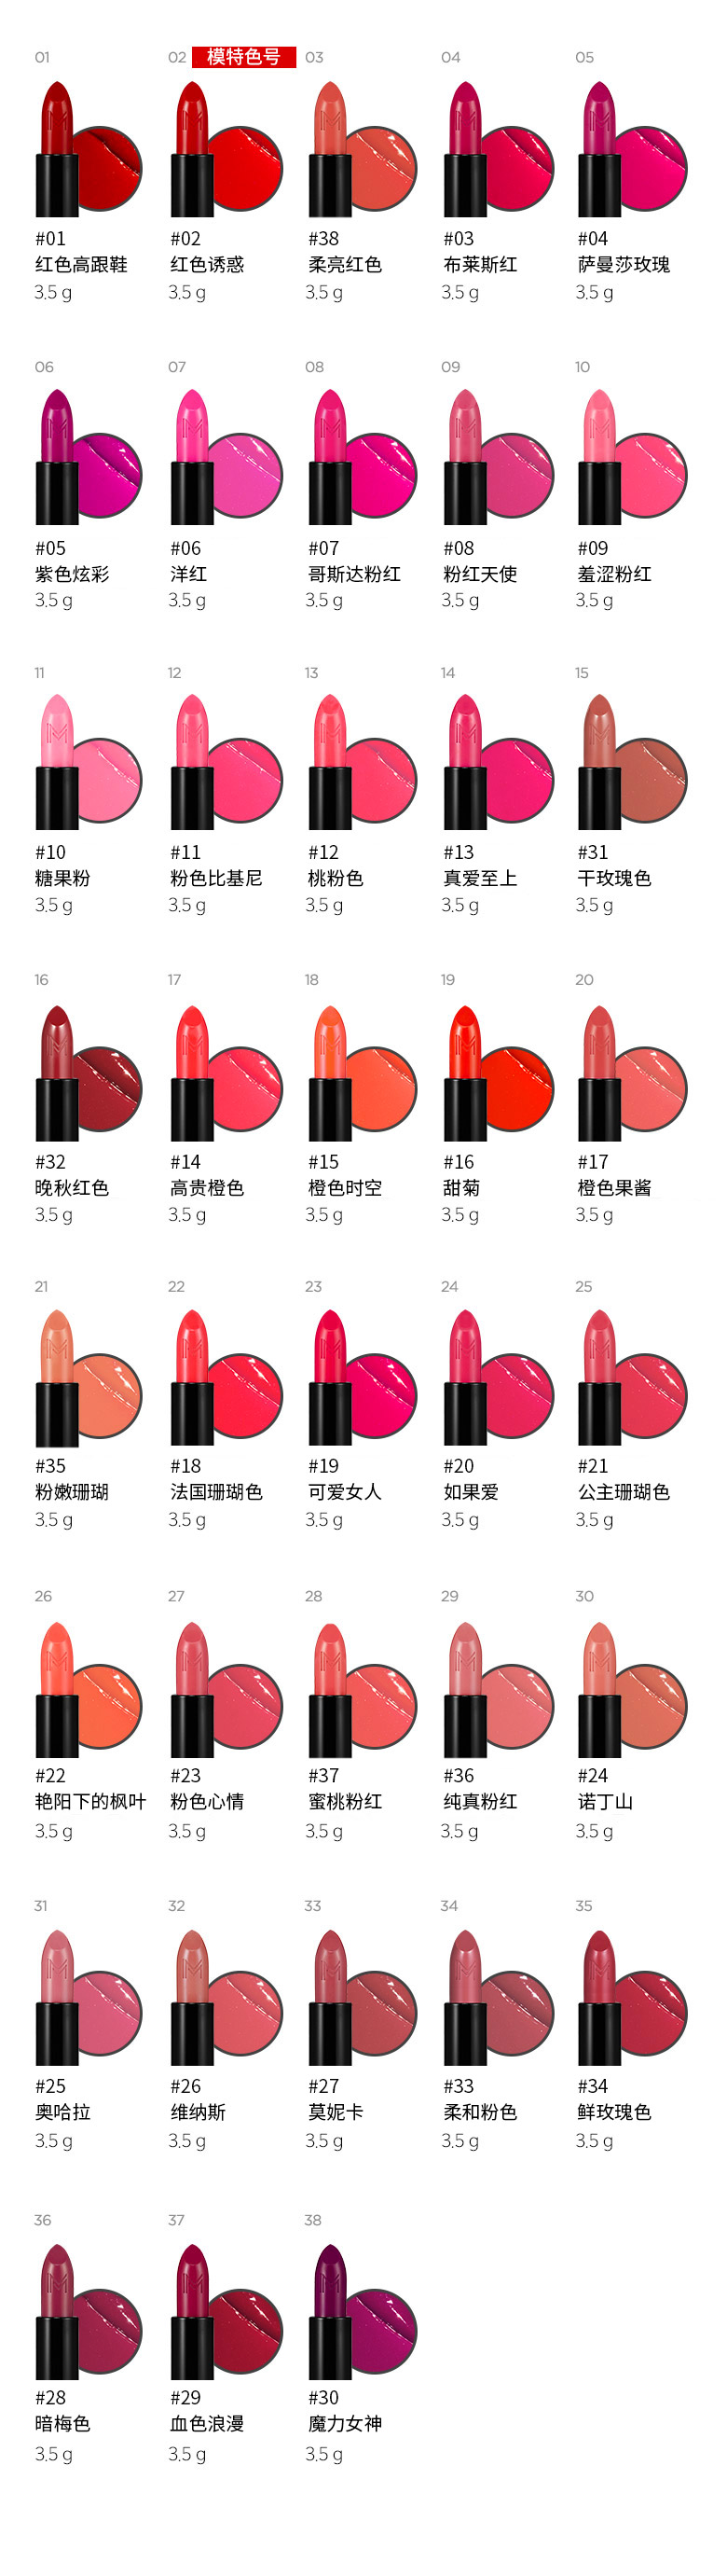 01 02 模特色号 03 04 05
#01 #02 #38 #03 #04
红色高跟鞋 红色诱惑 柔亮红色 布莱斯红 萨曼莎玫瑰
3.5 g 3.5 g 3.5 g 3.5 g 3.5 g
06 07 08 09 10
#05 #06 #07 #08 #09
紫色炫彩 洋红 哥斯达粉红 粉红天使 羞涩粉红
3.5 g 3.5 g 3.5 g 3.5 g 3.5 g
11 12 13 14 15
#10 #11 #12 #13 #31
糖果粉 粉色比基尼 桃粉色 真爱至上 干玫瑰色
3.5 g 3.5 g 3.5 g 3.5 g 3.5 g
16 17 18 19 20
#32 #14 #15 #16 #17
晚秋红色 高贵橙色 橙色时空 甜菊 橙色果酱
3.5 g 3.5 g 3.5 g 3.5 g 3.5 g
21 22 23 24 25
#35 #18 #19 #20 #21
粉嫩珊瑚 法国珊瑚色 可爱女人 如果爱 公主珊瑚色
3.5 g 3.5 g 3.5 g 3.5 g 3.5 g
26 27 28 29 30
#22 #23 #37 #36 #24
艳阳下的枫叶 粉色心情 蜜桃粉红 纯真粉红 诺丁山
3.5 g 3.5 g 3.5 g 3.5 g 3.5 g
31 32 33 34 35
#25 #26 #27 #33 #34
奥哈拉 维纳斯 莫妮卡 柔和粉色 鲜玫瑰色
3.5 g 3.5 g 3.5 g 3.5 g 3.5 g
36 37 38
#28 #29 #30
暗梅色 血色浪漫 魔力女神
3.5 g 3.5 g 3.5 g